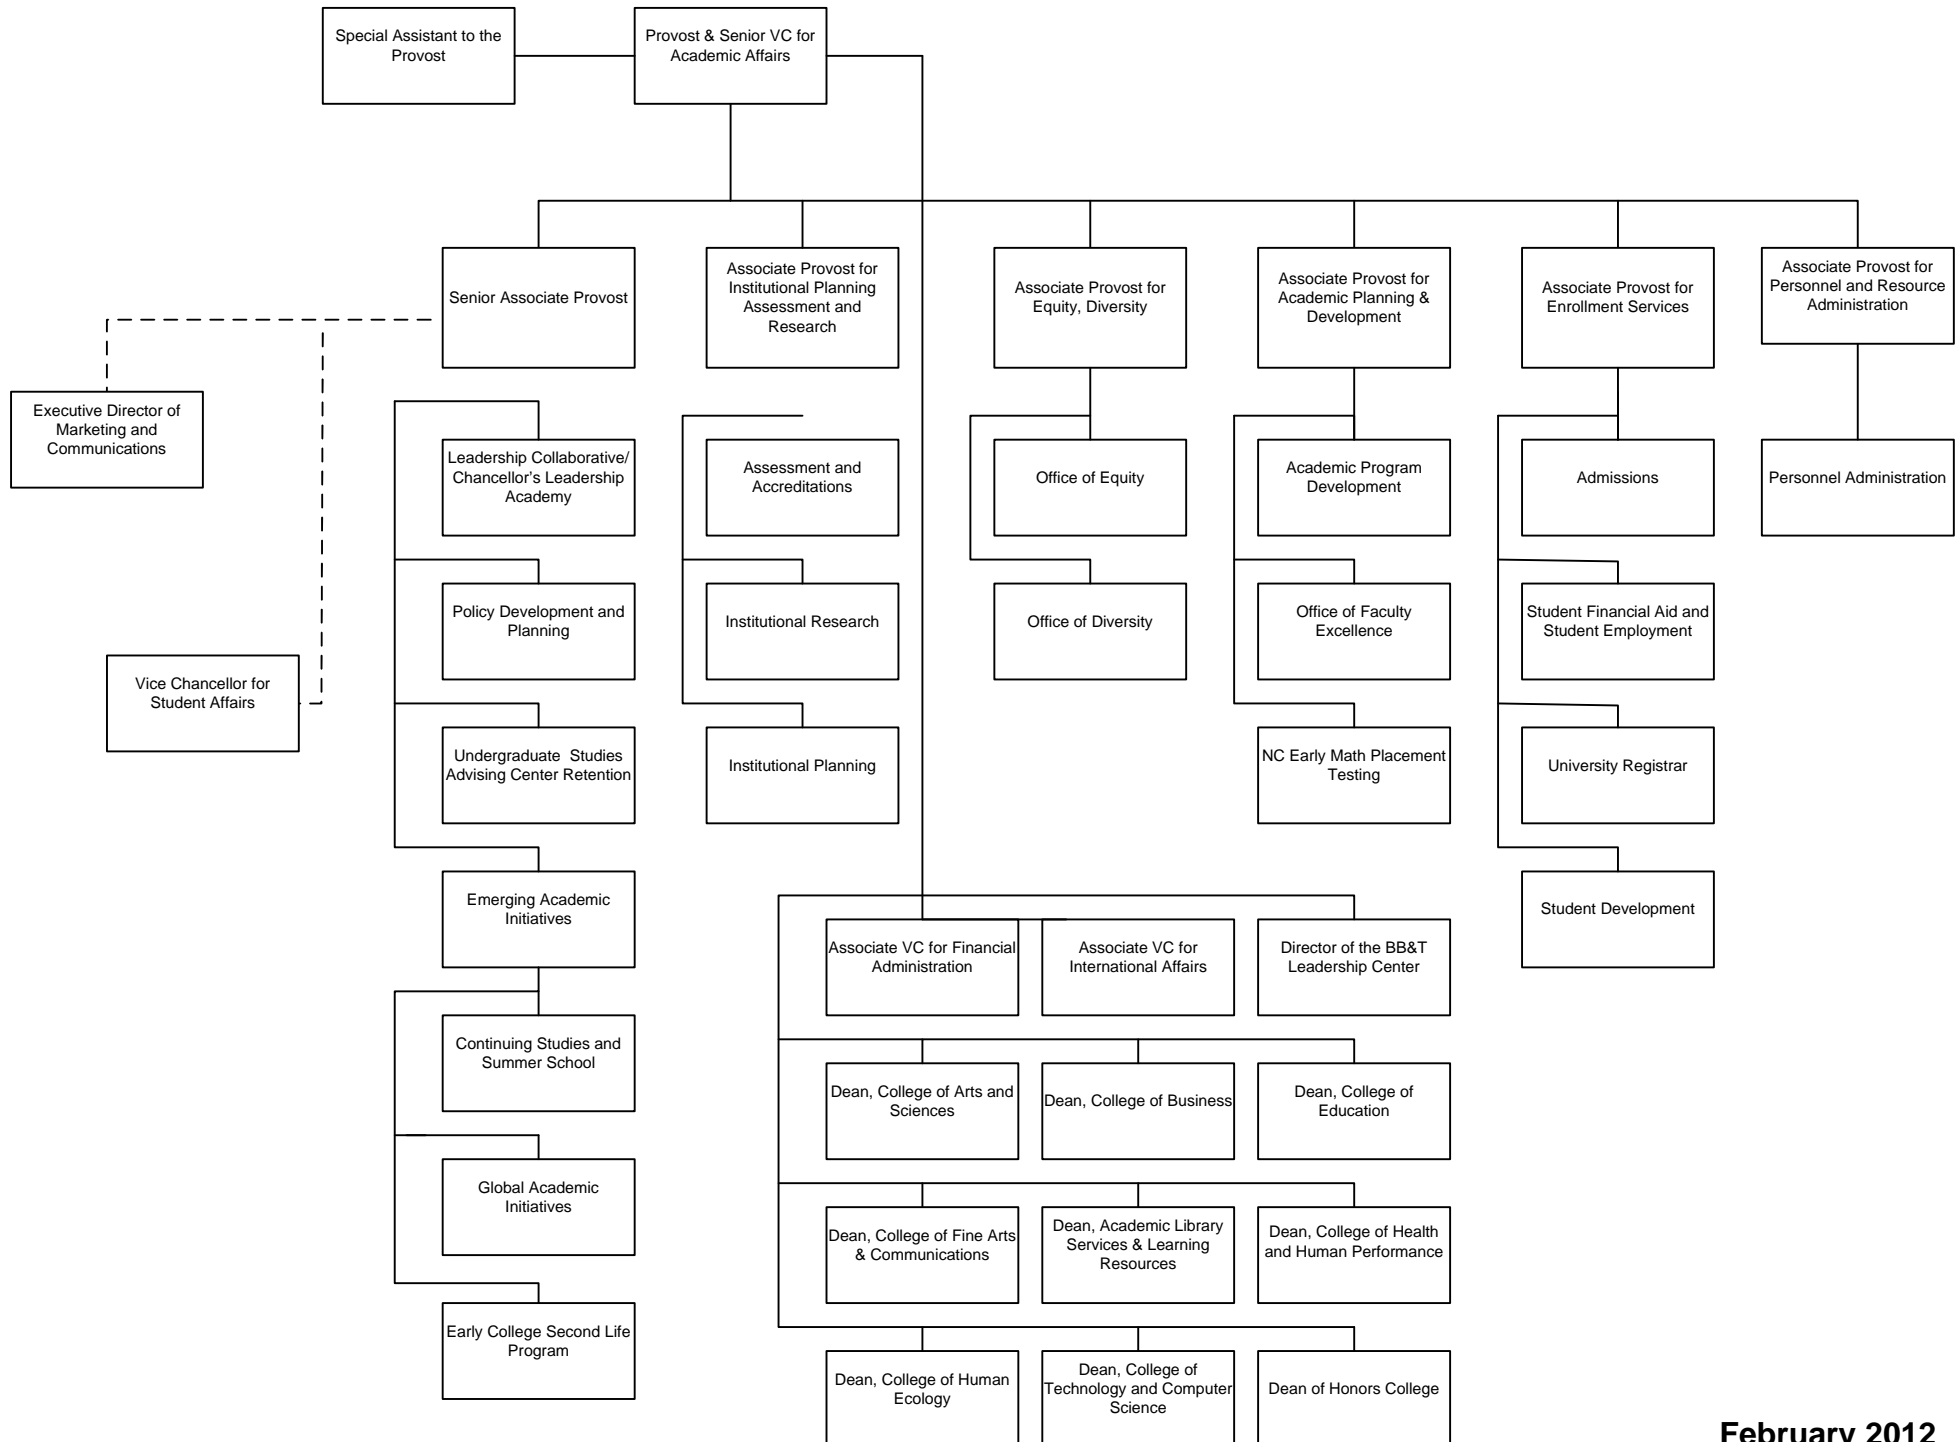 Special Assistant to the
Provost
Provost & Senior VC for
Academic Affairs
Senior Associate Provost
Associate Provost for
Institutional Planning
Assessment and
Research
Associate Provost for
Equity, Diversity
Associate Provost for
Academic Planning &
Development
Associate Provost for
Enrollment Services
Associate Provost for
Personnel and Resource
Administration
Executive Director of
Marketing and
Communications
Leadership Collaborative/
Chancellor's Leadership
Academy
Assessment and
Accreditations
Office of Equity
Academic Program
Development
Admissions
Personnel Administration
Policy Development and
Planning
Institutional Research
Office of Diversity
Office of Faculty
Excellence
Student Financial Aid and
Student Employment
Vice Chancellor for
Student Affairs
Undergraduate  Studies
Advising Center Retention
Institutional Planning
NC Early Math Placement
Testing
University Registrar
Emerging Academic
Initiatives
Associate VC for Financial
Administration
Associate VC for
International Affairs
Director of the BB&T
Leadership Center
Student Development
Continuing Studies and
Summer School
Dean, College of Arts and
Sciences
Dean, College of Business
Dean, College of
Education
Global Academic
Initiatives
Dean, College of Fine Arts
& Communications
Dean, Academic Library
Services & Learning
Resources
Dean, College of Health
and Human Performance
Early College Second Life
Program
Dean, College of Human
Ecology
Dean, College of
Technology and Computer
Science
Dean of Honors College
February 2012